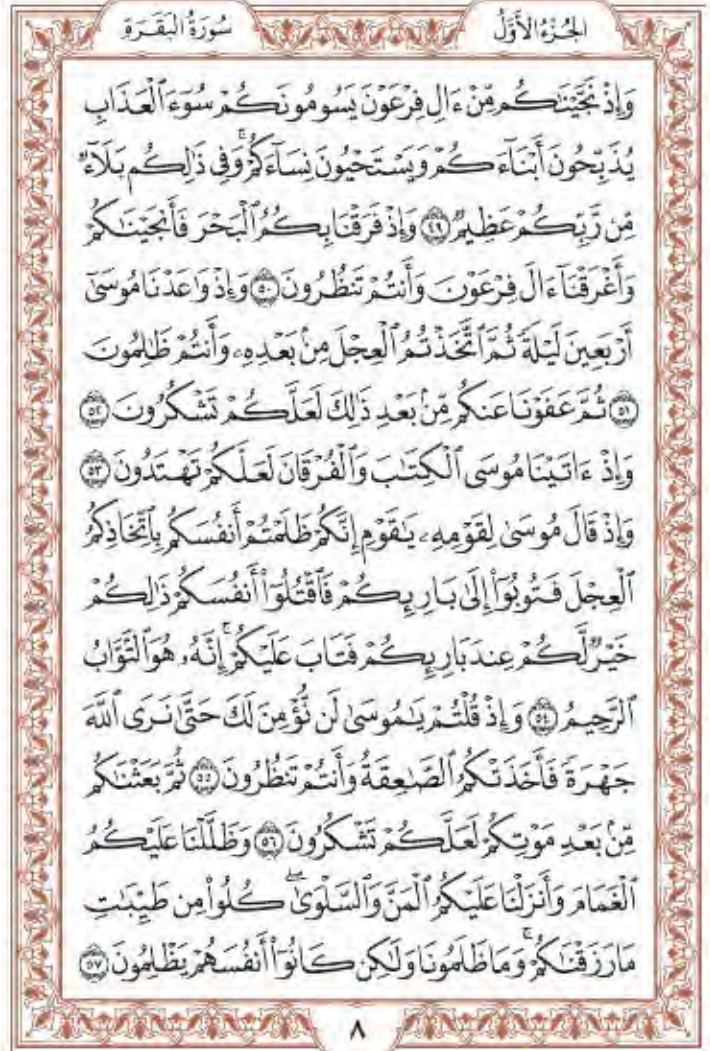 سُورَةُ البَقَـرَةِ
الجُـزْءُ الأَوَّلُ
وَإِذْ نَجَّيْنَٰكُم مِّنْ ءَالِ فِرْعَوْنَ يَسُومُونَكُمْ سُوٓءَ ٱلْعَذَابِ
يُذَبِّحُونَ أَبْنَآءَكُمْ وَيَسْتَحْيُونَ نِسَآءَكُمْ ۚ وَفِى ذَٰلِكُم بَلَآءٌ
مِّن رَّبِّكُمْ عَظِيمٌ ﴿٤٩﴾ وَإِذْ فَرَقْنَا بِكُمُ ٱلْبَحْرَ فَأَنجَيْنَٰكُمْ
وَأَغْرَقْنَآ ءَالَ فِرْعَوْنَ وَأَنتُمْ تَنظُرُونَ ﴿٥٠﴾ وَإِذْ وَٰعَدْنَا مُوسَىٰٓ
أَرْبَعِينَ لَيْلَةً ثُمَّ ٱتَّخَذْتُمُ ٱلْعِجْلَ مِنۢ بَعْدِهِۦ وَأَنتُمْ ظَٰلِمُونَ
﴿٥١﴾ ثُمَّ عَفَوْنَا عَنكُم مِّنۢ بَعْدِ ذَٰلِكَ لَعَلَّكُمْ تَشْكُرُونَ ﴿٥٢﴾
وَإِذْ ءَاتَيْنَا مُوسَى ٱلْكِتَٰبَ وَٱلْفُرْقَانَ لَعَلَّكُمْ تَهْتَدُونَ ﴿٥٣﴾
وَإِذْ قَالَ مُوسَىٰ لِقَوْمِهِۦ يَٰقَوْمِ إِنَّكُمْ ظَلَمْتُمْ أَنفُسَكُم بِٱتِّخَاذِكُمُ
ٱلْعِجْلَ فَتُوبُوٓا۟ إِلَىٰ بَارِئِكُمْ فَٱقْتُلُوٓا۟ أَنفُسَكُمْ ذَٰلِكُمْ
خَيْرٌ لَّكُمْ عِندَ بَارِئِكُمْ فَتَابَ عَلَيْكُمْ ۚ إِنَّهُۥ هُوَ ٱلتَّوَّابُ
ٱلرَّحِيمُ ﴿٥٤﴾ وَإِذْ قُلْتُمْ يَٰمُوسَىٰ لَن نُّؤْمِنَ لَكَ حَتَّىٰ نَرَى ٱللَّهَ
جَهْرَةً فَأَخَذَتْكُمُ ٱلصَّٰعِقَةُ وَأَنتُمْ تَنظُرُونَ ﴿٥٥﴾ ثُمَّ بَعَثْنَٰكُم
مِّنۢ بَعْدِ مَوْتِكُمْ لَعَلَّكُمْ تَشْكُرُونَ ﴿٥٦﴾ وَظَلَّلْنَا عَلَيْكُمُ
ٱلْغَمَامَ وَأَنزَلْنَا عَلَيْكُمُ ٱلْمَنَّ وَٱلسَّلْوَىٰ ۖ كُلُوا۟ مِن طَيِّبَٰتِ
مَا رَزَقْنَٰكُمْ ۚ وَمَا ظَلَمُونَا وَلَٰكِن كَانُوٓا۟ أَنفُسَهُمْ يَظْلِمُونَ ﴿٥٧﴾
٨